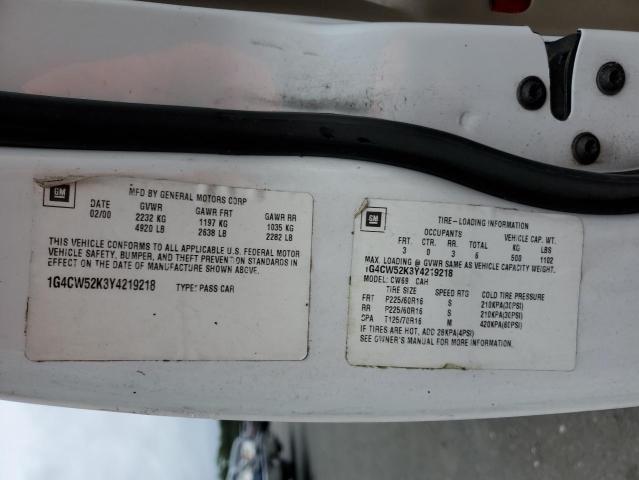 GM
MFD BY GENERAL MOTORS CORP
DATE GVWR GAWR FRT GAWR RR
02/00 2232 KG 1197 KG 1035 KG
4920 LB 2638 LB 2282 LB
THIS VEHICLE CONFORMS TO ALL APPLICABLE U.S. FEDERAL MOTOR
VEHICLE SAFETY, BUMPER, AND THEFT PREVENTION STANDARDS IN
EFFECT ON THE DATE OF MANUFACTURE SHOWN ABOVE.
1G4CW52K3Y4219218 TYPE: PASS CAR
GM
TIRE-LOADING INFORMATION
OCCUPANTS VEHICLE CAP. WT.
FRT CTR. RR. KG LBS
3 0 3 6 500 1102
MAX. LOADING @ GVWR SAME AS VEHICLE CAPACITY WEIGHT.
1G4CW52K3Y4219218
MODEL: CW69 CAH
TIRE SIZE SPEED RTG COLD TIRE PRESSURE
FRT P225/60R16 S 210KPA(30PSI)
RR P225/60R16 S 210KPA(30PSI)
SPA T125/70R16 M 420KPA(60PSI)
IF TIRES ARE HOT, ADD 28KPA(4PSI)
SEE OWNER'S MANUAL FOR MORE INFORMATION.